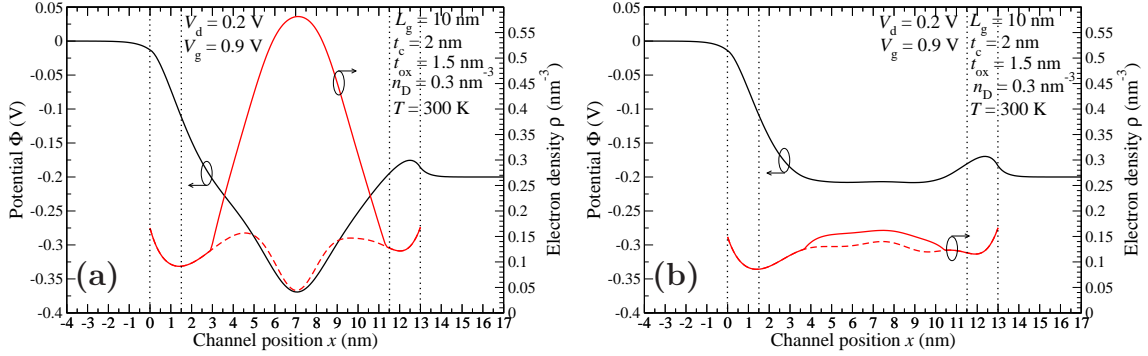 0.05
0
-0.05
-0.1
-0.15
-0.2
-0.25
-0.3
-0.35
-0.4
Potential Φ (V)
V_d = 0.2 V
V_g = 0.9 V
L_g = 10 nm
t_c = 2 nm
t_ox = 1.5 nm
n_D = 0.3 nm^-3
T = 300 K
0.55
0.5
0.45
0.4
0.35
0.3
0.25
0.2
0.15
0.1
0.05
0
Electron density ρ (nm^-3)
(a)
-4 -3 -2 -1 0 1 2 3 4 5 6 7 8 9 10 11 12 13 14 15 16 17
Channel position x (nm)
0.05
0
-0.05
-0.1
-0.15
-0.2
-0.25
-0.3
-0.35
-0.4
Potential Φ (V)
V_d = 0.2 V
V_g = 0.9 V
L_g = 10 nm
t_c = 2 nm
t_ox = 1.5 nm
n_D = 0.3 nm^-3
T = 300 K
0.55
0.5
0.45
0.4
0.35
0.3
0.25
0.2
0.15
0.1
0.05
0
Electron density ρ (nm^-3)
(b)
-4 -3 -2 -1 0 1 2 3 4 5 6 7 8 9 10 11 12 13 14 15 16 17
Channel position x (nm)